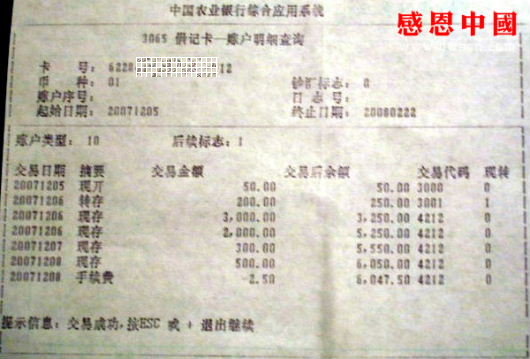 中国农业银行综合应用系统
感恩中國
3065 借记卡—账户明细查询
卡 号: 6228 12
币 种: 01 钞汇标志: 0
账户序号: 日 志 号:
起始日期: 20071205 终止日期: 20080222
账户类型: 10 后续标志: 1
交易日期 摘要 交易金额 交易后余额 交易代码 现转
20071205 现开 50.00 50.00 3000 0
20071206 转存 200.00 250.00 3001 1
20071206 现存 3,000.00 3,250.00 4212 0
20071206 现存 2,000.00 5,250.00 4212 0
20071207 现存 300.00 5,550.00 4212 0
20071208 现存 500.00 6,050.00 4212 0
20071208 手续费 -2.50 6,047.50 4212 0
提示信息: 交易成功,按ESC 或 + 退出继续